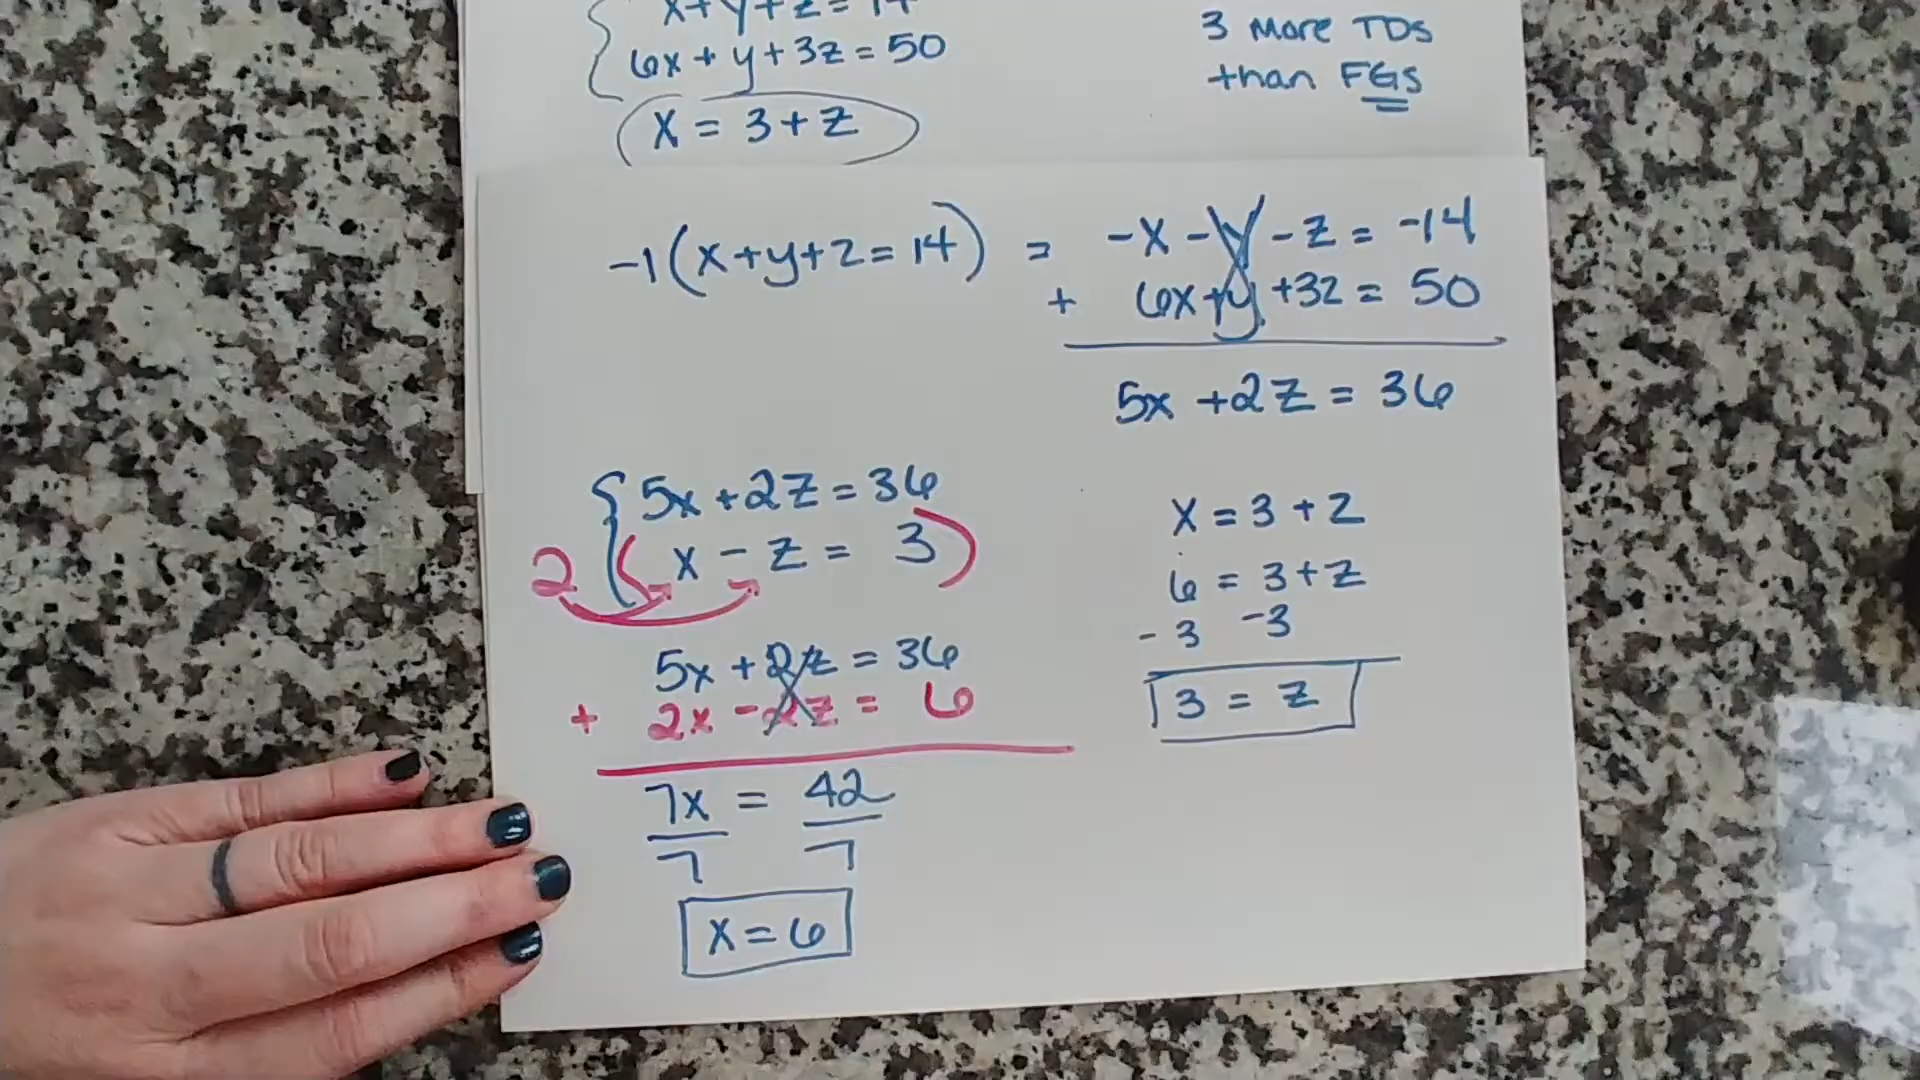 x + y + z = 14
6x + y + 3z = 50
x = 3 + z
3 More TDs
than FGs
-1(x+y+z = 14) =
-x - y - z = -14
+ 6x + y + 3z = 50
5x + 2z = 36
5x + 2z = 36
2 ( x - z = 3 )
5x + 2z = 36
+ 2x - 2z = 6
7x = 42
7 7
x = 6
x = 3 + z
6 = 3 + z
-3 -3
3 = z